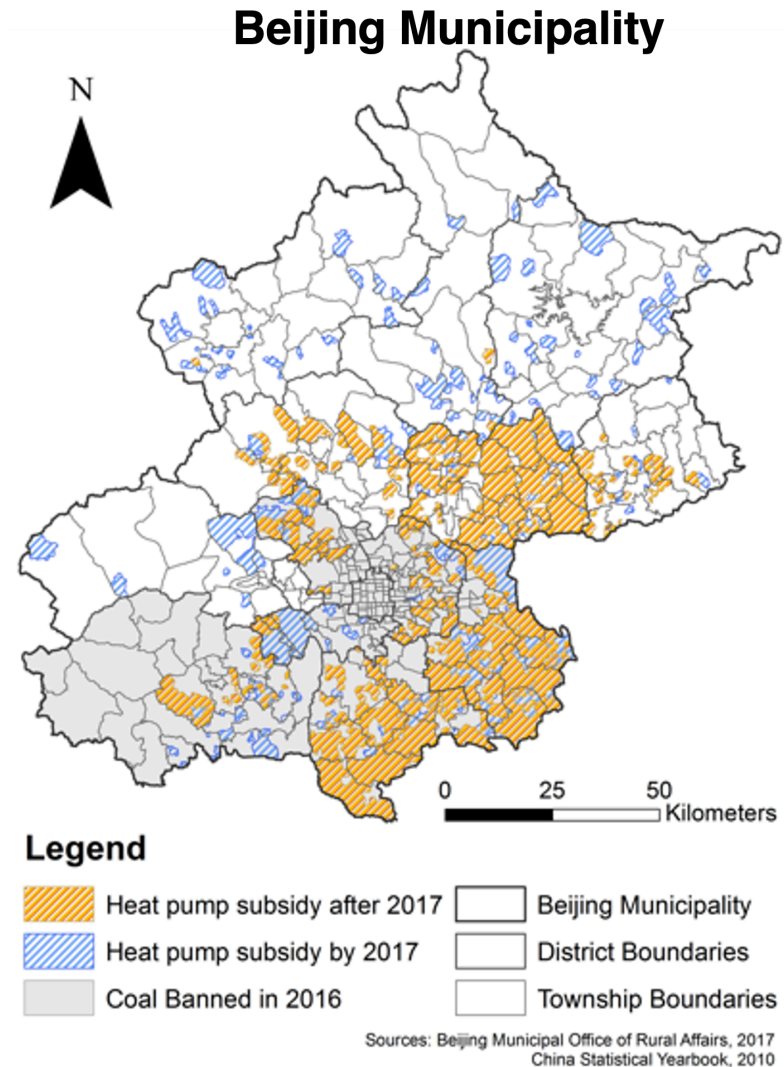 Beijing Municipality
N
0 25 50
Kilometers
Legend
Heat pump subsidy after 2017
Beijing Municipality
Heat pump subsidy by 2017
District Boundaries
Coal Banned in 2016
Township Boundaries
Sources: Beijing Municipal Office of Rural Affairs, 2017
China Statistical Yearbook, 2010